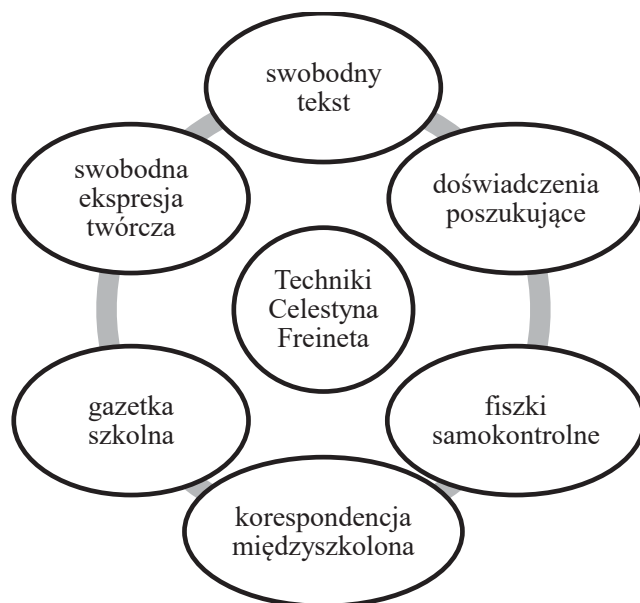 swobodny
tekst
doświadczenia
poszukujące
fiszki
samokontrolne
korespondencja
międzyszkolona
gazetka
szkolna
swobodna
ekspresja
twórcza
Techniki
Celestyna
Freineta